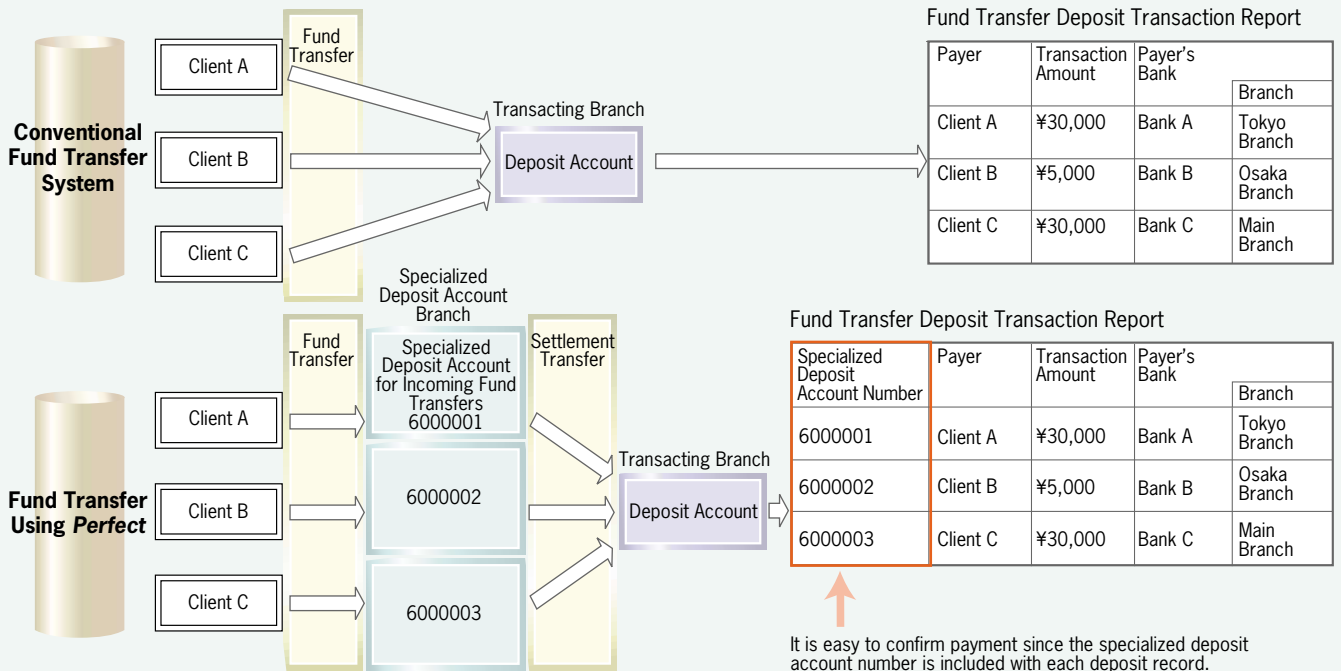 Fund Transfer Deposit Transaction Report
Fund
Transfer
Client A
Client B
Client C
Conventional
Fund Transfer
System
Transacting Branch
Deposit Account
Payer
Transaction
Amount
Payer's
Bank
Branch
Client A ¥30,000 Bank A Tokyo
Branch
Client B ¥5,000 Bank B Osaka
Branch
Client C ¥30,000 Bank C Main
Branch
Specialized
Deposit Account
Branch
Fund
Transfer
Specialized
Deposit Account
for Incoming Fund
Transfers
6000001
6000002
6000003
Settlement
Transfer
Client A
Client B
Client C
Fund Transfer
Using Perfect
Transacting Branch
Deposit Account
Fund Transfer Deposit Transaction Report
Specialized
Deposit
Account Number
Payer
Transaction
Amount
Payer's
Bank
Branch
6000001 Client A ¥30,000 Bank A Tokyo
Branch
6000002 Client B ¥5,000 Bank B Osaka
Branch
6000003 Client C ¥30,000 Bank C Main
Branch
It is easy to confirm payment since the specialized deposit
account number is included with each deposit record.